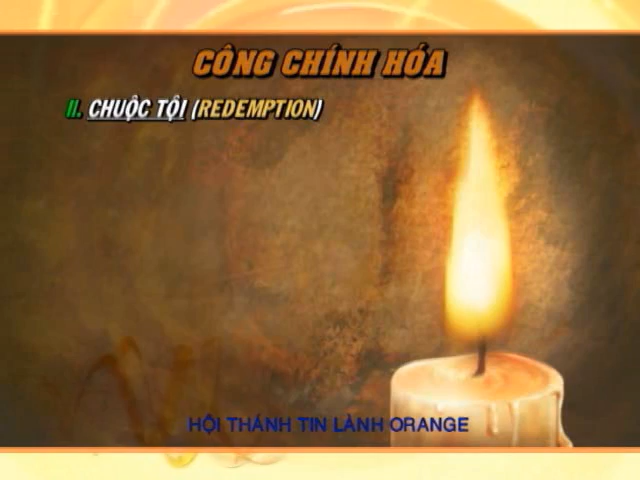 CÔNG CHÍNH HÓA
II. CHUỘC TỘI (REDEMPTION)
HỘI THÁNH TIN LÀNH ORANGE